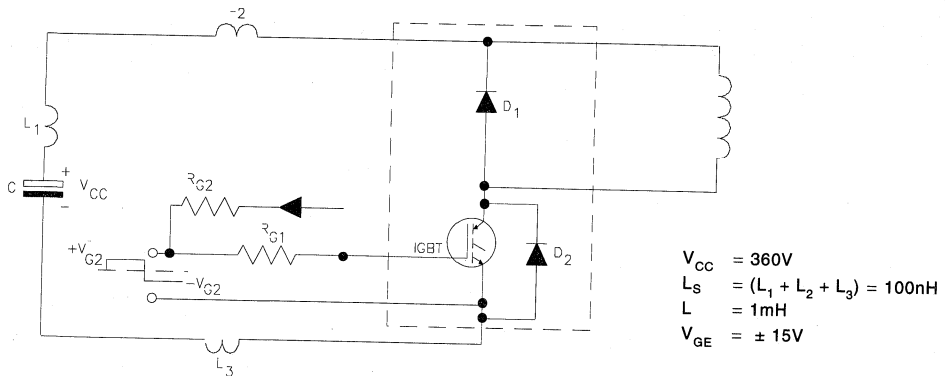 -2
D1
L1
+
C
VCC
-
RG2
RG1
IGBT
D2
+VG2
-VG2
L3
VCC = 360V
LS = (L1 + L2 + L3) = 100nH
L = 1mH
VGE = ± 15V